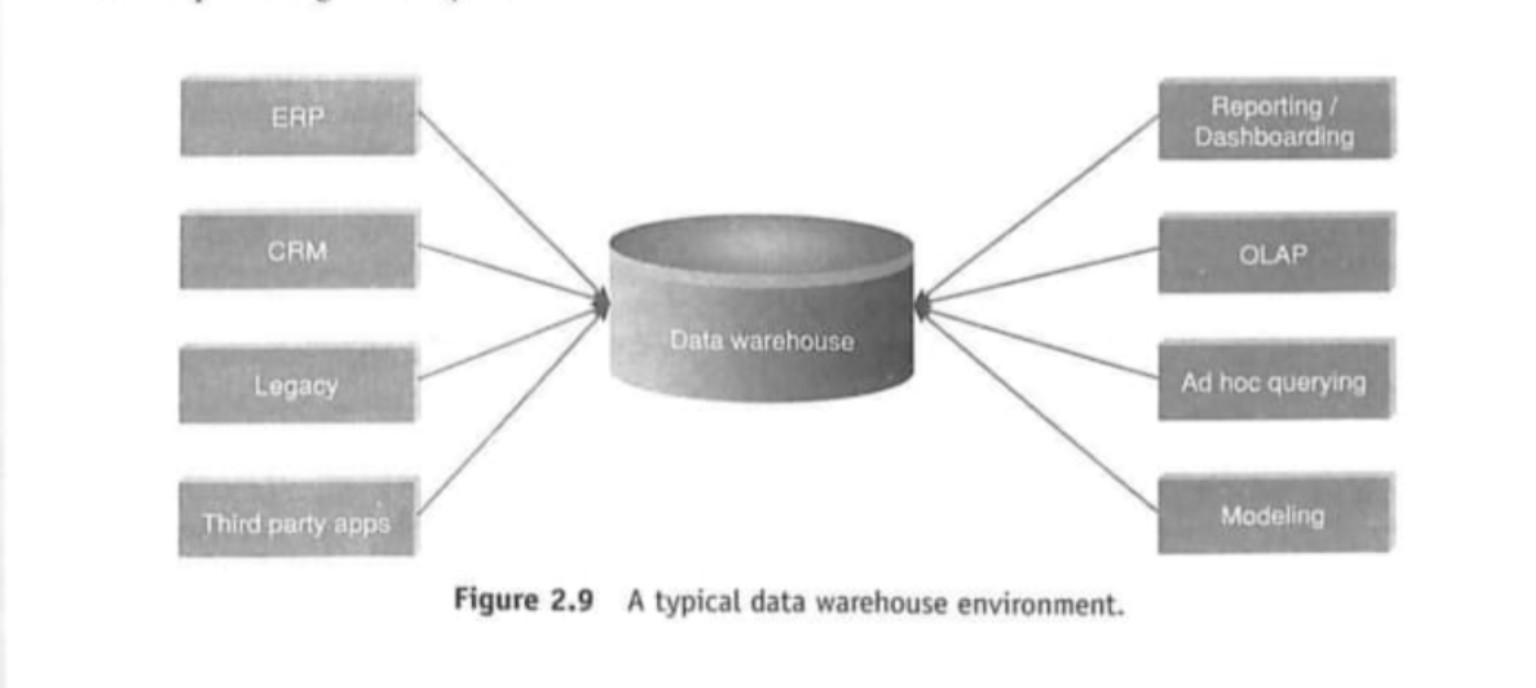 ERP
CRM
Legacy
Third party apps
Data warehouse
Reporting /
Dashboarding
OLAP
Ad hoc querying
Modeling
Figure 2.9 A typical data warehouse environment.